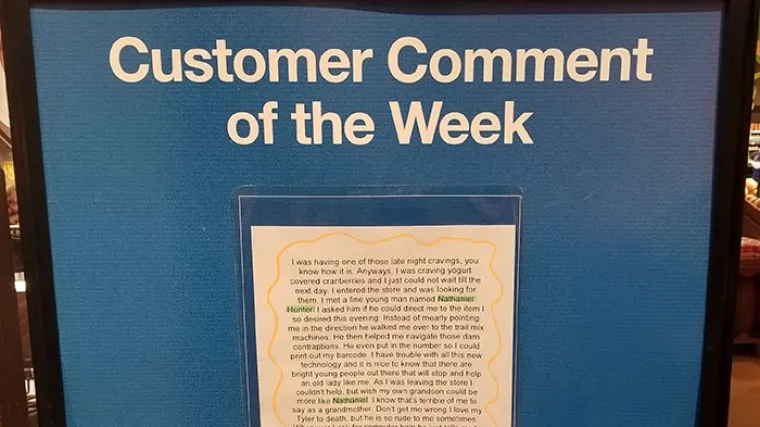 Customer Comment
of the Week
I was having one of those late night cravings, you
know how it is. Anyways, I was craving yogurt
covered cranberries and I just could not wait till the
next day. I entered the store and was looking for
them. I met a fine young man named Nathaniel
Hunter. I asked him if he could direct me to the item I
so desired this evening. Instead of mearly pointing
me in the direction he walked me over to the trail mix
machines. He then helped me navigate those darn
contraptions. He even put in the number so I could
print out my barcode. I have trouble with all this new
technology and it is nice to know that there are
bright young people out there that will stop and help
an old lady like me. As I was leaving the store I
couldn't help, but wish my own grandson could be
more like Nathaniel. I know that's terrible of me to
say as a grandmother. Don't get me wrong I love my
Tyler to death, but he is so rude to me sometimes.